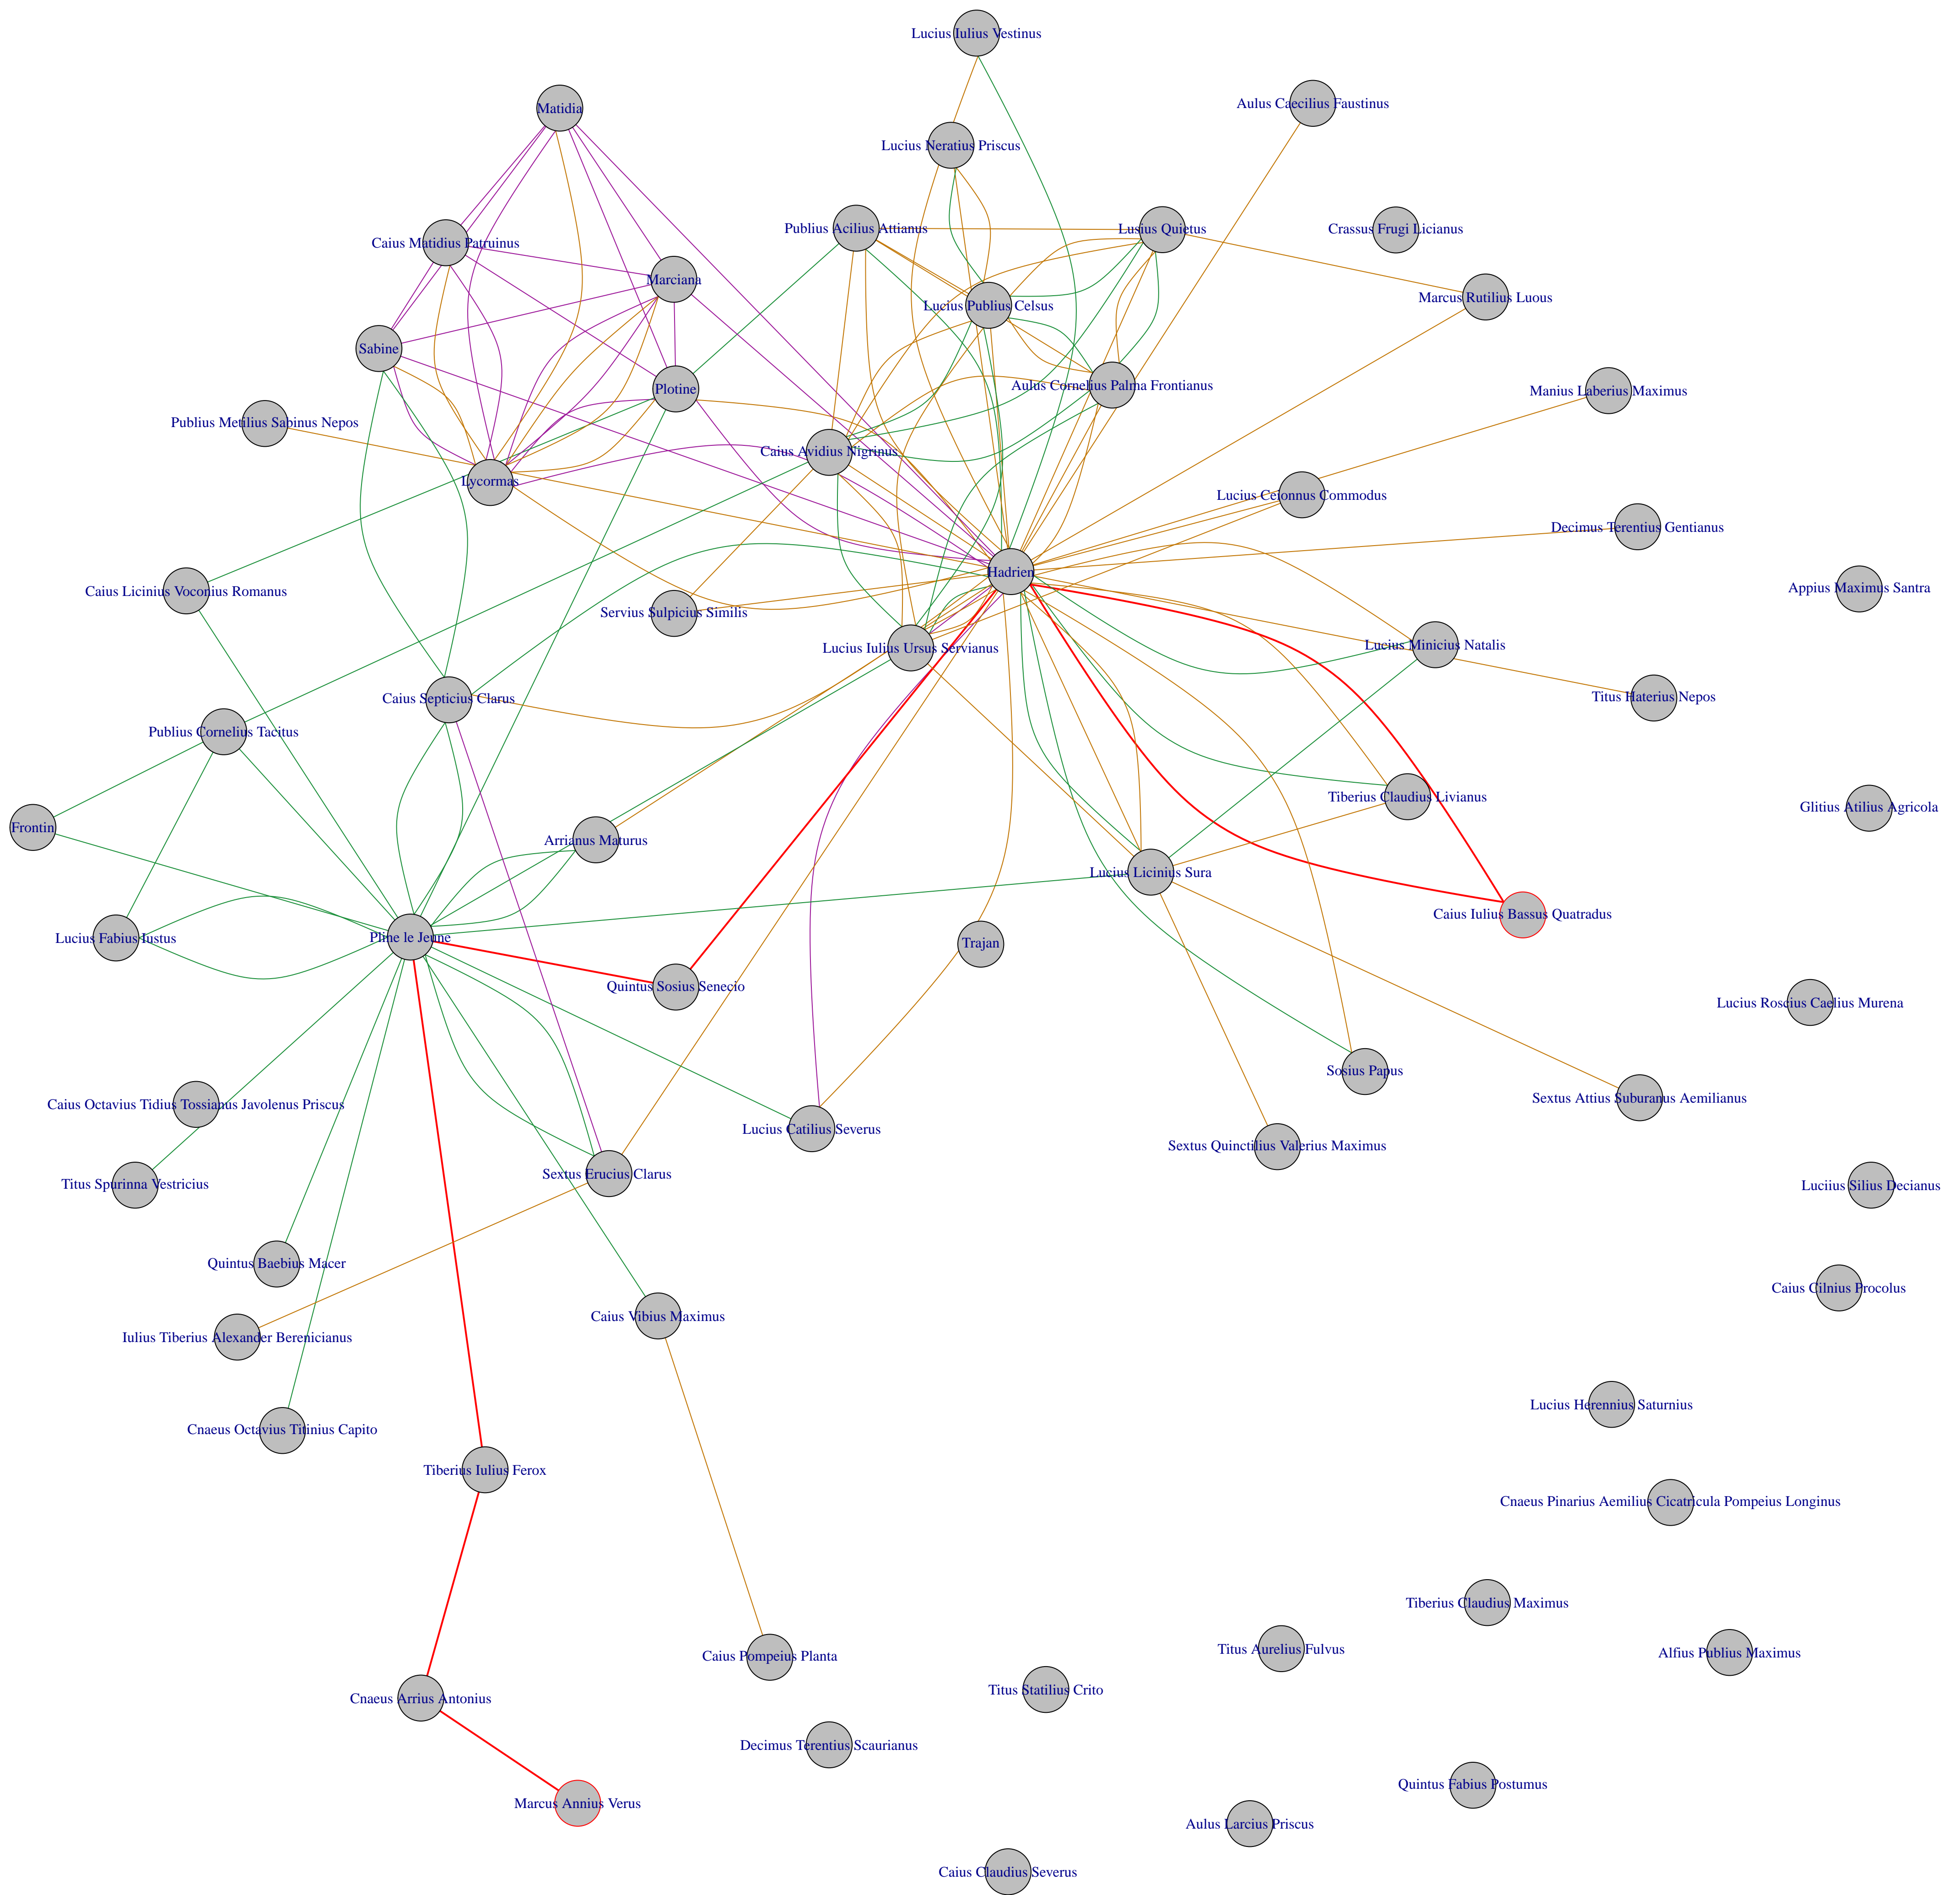 Lucius Iulius Vestinus
Aulus Caecilius Faustinus
Matidia
Lucius Neratius Priscus
Publius Acilius Attianus
Lusius Quietus
Crassus Frugi Licianus
Caius Matidius Patruinus
Marciana
Marcus Rutilius Luous
Lucius Publius Celsus
Sabine
Plotine
Aulus Cornelius Palma Frontianus
Manius Laberius Maximus
Publius Metilius Sabinus Nepos
Caius Avidius Nigrinus
Lycormas
Lucius Ceionnus Commodus
Decimus Terentius Gentianus
Hadrien
Caius Licinius Voconius Romanus
Appius Maximus Santra
Servius Sulpicius Similis
Lucius Iulius Ursus Servianus
Lucius Minicius Natalis
Caius Septicius Clarus
Titus Haterius Nepos
Publius Cornelius Tacitus
Tiberius Claudius Livianus
Glitius Atilius Agricola
Frontin
Arrianus Maturus
Lucius Licinius Sura
Caius Iulius Bassus Quatradus
Lucius Fabius Iustus
Pline le Jeune
Trajan
Quintus Sosius Senecio
Lucius Roscius Caelius Murena
Sosius Papus
Sextus Attius Suburanus Aemilianus
Caius Octavius Tidius Tossianus Javolenus Priscus
Lucius Catilius Severus
Sextus Quinctilius Valerius Maximus
Sextus Erucius Clarus
Titus Spurinna Vestricius
Luciius Silius Decianus
Quintus Baebius Macer
Caius Cilnius Procolus
Caius Vibius Maximus
Iulius Tiberius Alexander Berenicianus
Lucius Herennius Saturnius
Cnaeus Octavius Titinius Capito
Tiberius Iulius Ferox
Cnaeus Pinarius Aemilius Cicatricula Pompeius Longinus
Tiberius Claudius Maximus
Titus Aurelius Fulvus
Alfius Publius Maximus
Caius Pompeius Planta
Titus Statilius Crito
Cnaeus Arrius Antonius
Decimus Terentius Scaurianus
Quintus Fabius Postumus
Marcus Annius Verus
Aulus Larcius Priscus
Caius Claudius Severus